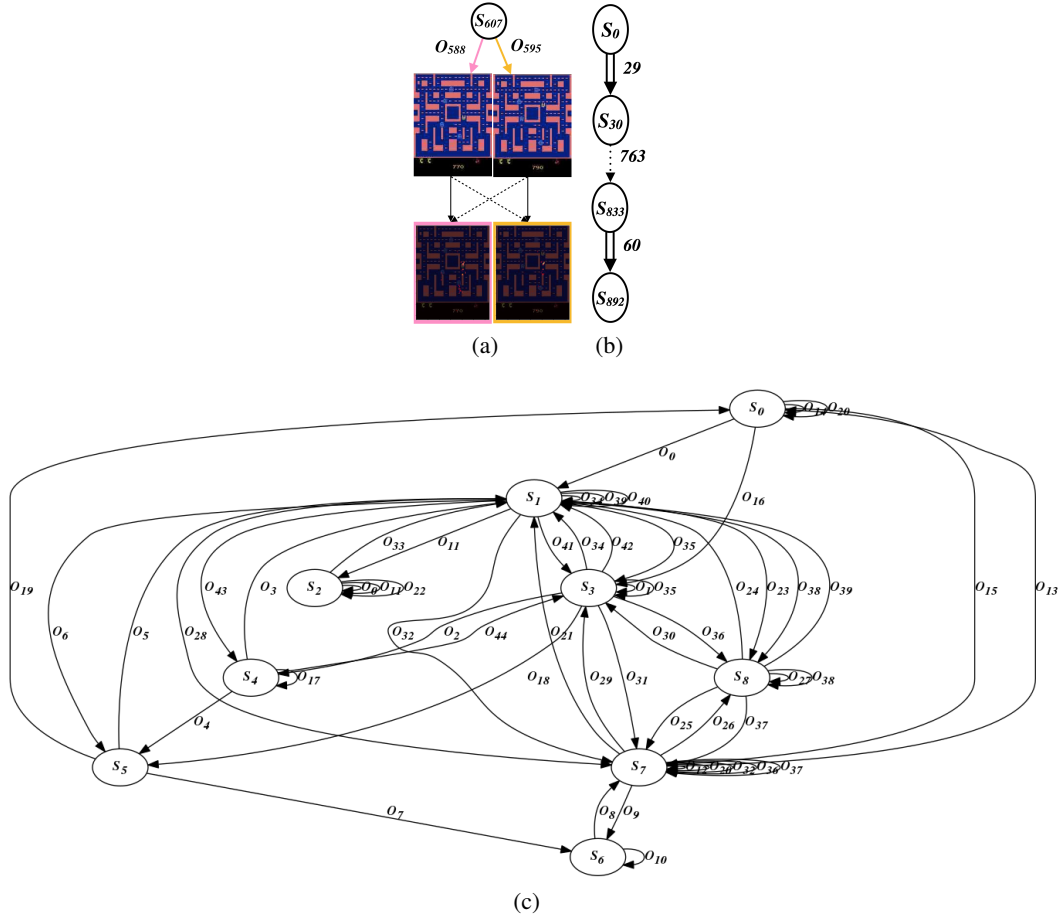 S607
S0
O588 O595
29
S30
770 790
763
S833
60
S892
(a) (b)
S0 O14 O20
O0
S1 O34 O39 O40
O16
O33 O11 O41 O34 O42 O35
S2 O0 O11 O22
S3 O1 O35
O19 O43 O3 O24 O23 O38 O39 O15 O13
O6 O5 O28 O32 O2 O44 O21 O30 O36
S4 O17
O18 O29 O31
S8 O27 O38
O4 O25 O26 O37
S5
S7 O12 O26 O32 O36 O37
O7 O8 O9
S6 O10
(c)